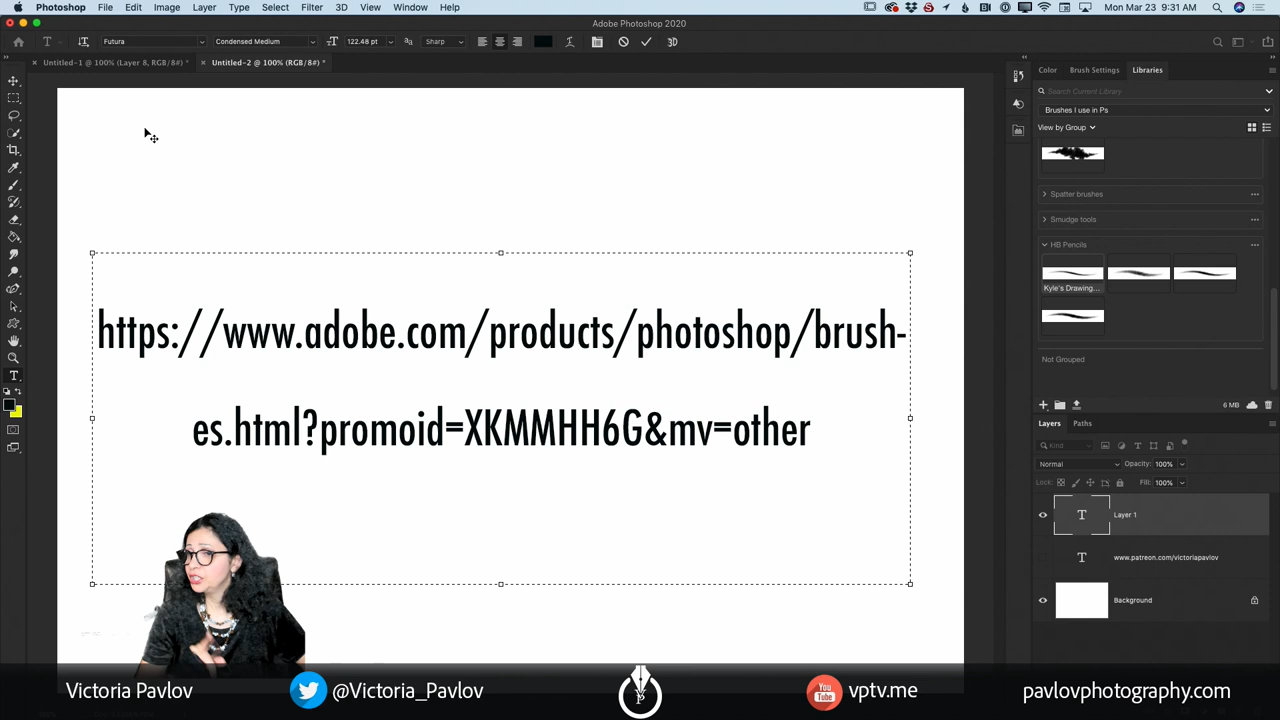 Photoshop File Edit Image Layer Type Select Filter 3D View Window Help
Mon Mar 23 9:31 AM
Adobe Photoshop 2020
Futura Condensed Medium 122.48 pt Sharp 3D
Untitled-1 @ 100% (Layer 8, RGB/8#) *
Untitled-2 @ 100% (RGB/8#) *
Color Brush Settings Libraries
Search Current Library
Brushes I use in Ps
View by Group
Spatter brushes
Smudge tools
HB Pencils
Kyle's Drawing...
Not Grouped
6 MB
Layers Paths
Kind
Normal Opacity: 100%
Lock: Fill: 100%
T Layer 1
T www.patreon.com/victoriapavlov
Background
https://www.adobe.com/products/photoshop/brush-
es.html?promoid=XKMMHH6G&mv=other
Victoria Pavlov @Victoria_Pavlov vptv.me pavlovphotography.com